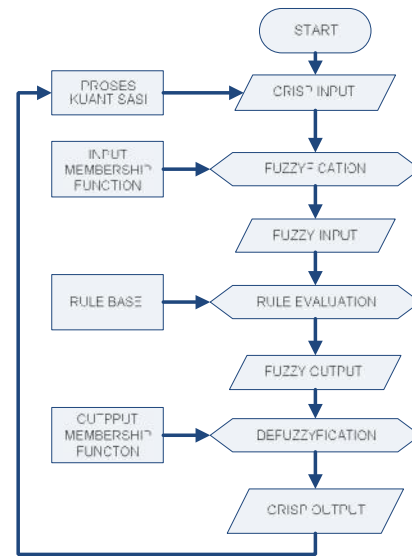 START
PROSES
KUANTSASI
CRISP INPUT
INPUT
MEMBERSHIP
FUNCTION
FUZZYFICATION
FUZZY INPUT
RULE BASE
RULE EVALUATION
FUZZY OUTPUT
OUTPPUT
MEMBERSHIP
FUNCTON
DEFUZZYFICATION
CRISP OUTPUT